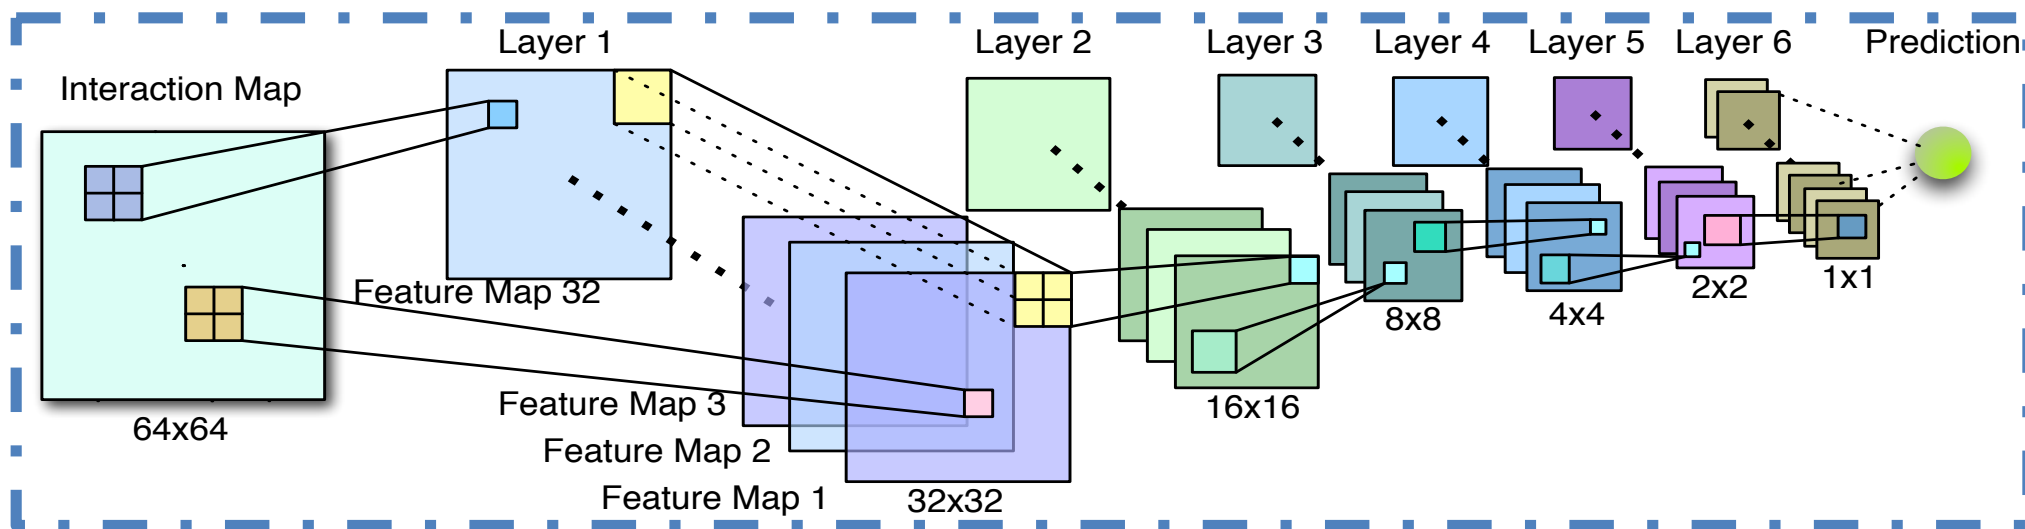 Layer 1
Layer 2
Layer 3
Layer 4
Layer 5
Layer 6
Prediction
Interaction Map
Feature Map 32
Feature Map 3
Feature Map 2
Feature Map 1
64x64
32x32
16x16
8x8
4x4
2x2
1x1